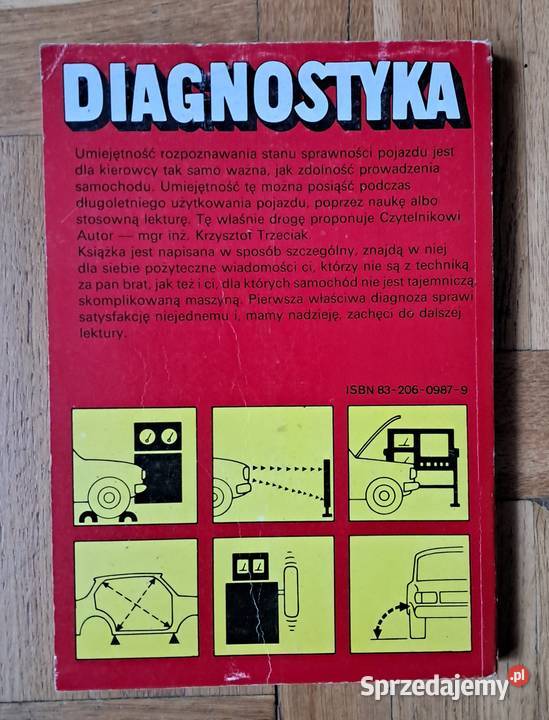 DIAGNOSTYKA
Umiejętność rozpoznawania stanu sprawności pojazdu jest
dla kierowcy tak samo ważna, jak zdolność prowadzenia
samochodu. Umiejętność tę można posiąść podczas
długoletniego użytkowania pojazdu, poprzez naukę albo
stosowną lekturę. Tę właśnie drogę proponuje Czytelnikowi
Autor — mgr inż. Krzysztof Trzeciak.
Książka jest napisana w sposób szczególny, znajdą w niej
dla siebie pożyteczne wiadomości ci, którzy nie są z techniką
za pan brat, jak też i ci, dla których samochód nie jest tajemniczą,
skomplikowaną maszyną. Pierwsza właściwa diagnoza sprawi
satysfakcję niejednemu i, mamy nadzieję, zachęci do dalszej
lektury.
ISBN 83-206-0987-9
Sprzedajemy.pl